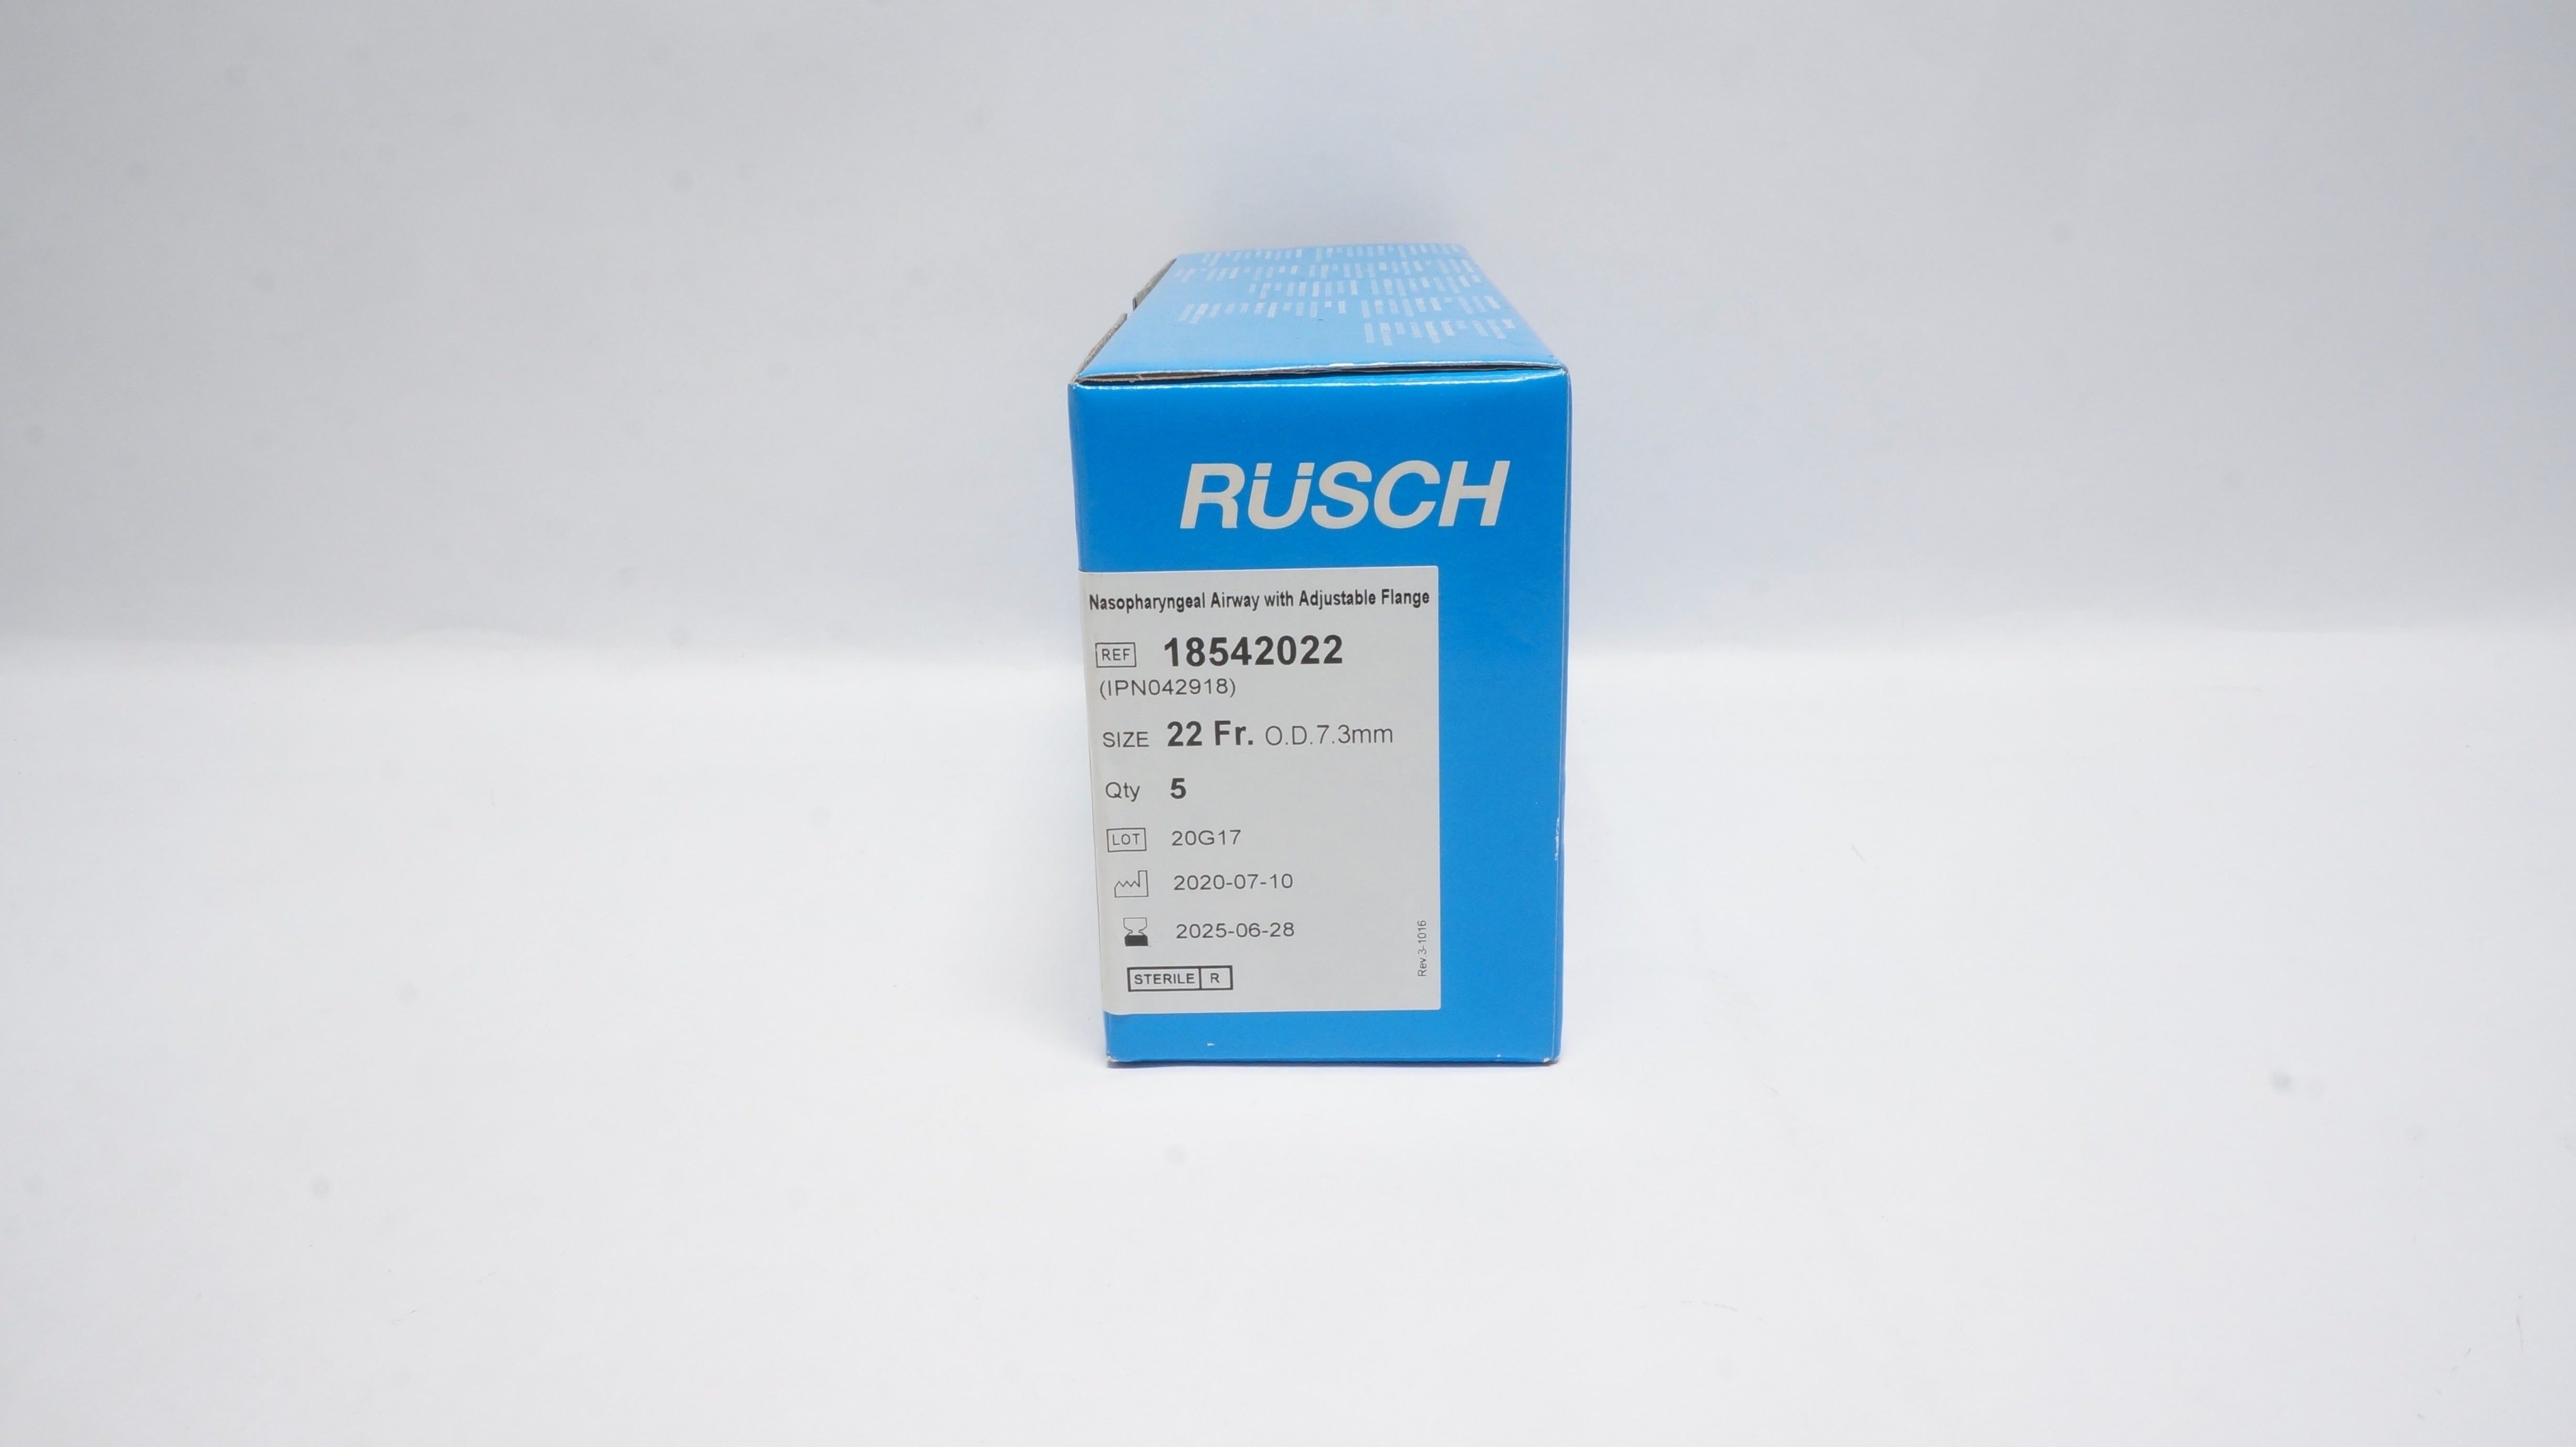 RÜSCH
Nasopharyngeal Airway with Adjustable Flange
REF 18542022
(IPN042918)
SIZE 22 Fr. O.D.7.3mm
Qty 5
LOT 20G17
2020-07-10
2025-06-28
STERILE R
Rev.3-1016